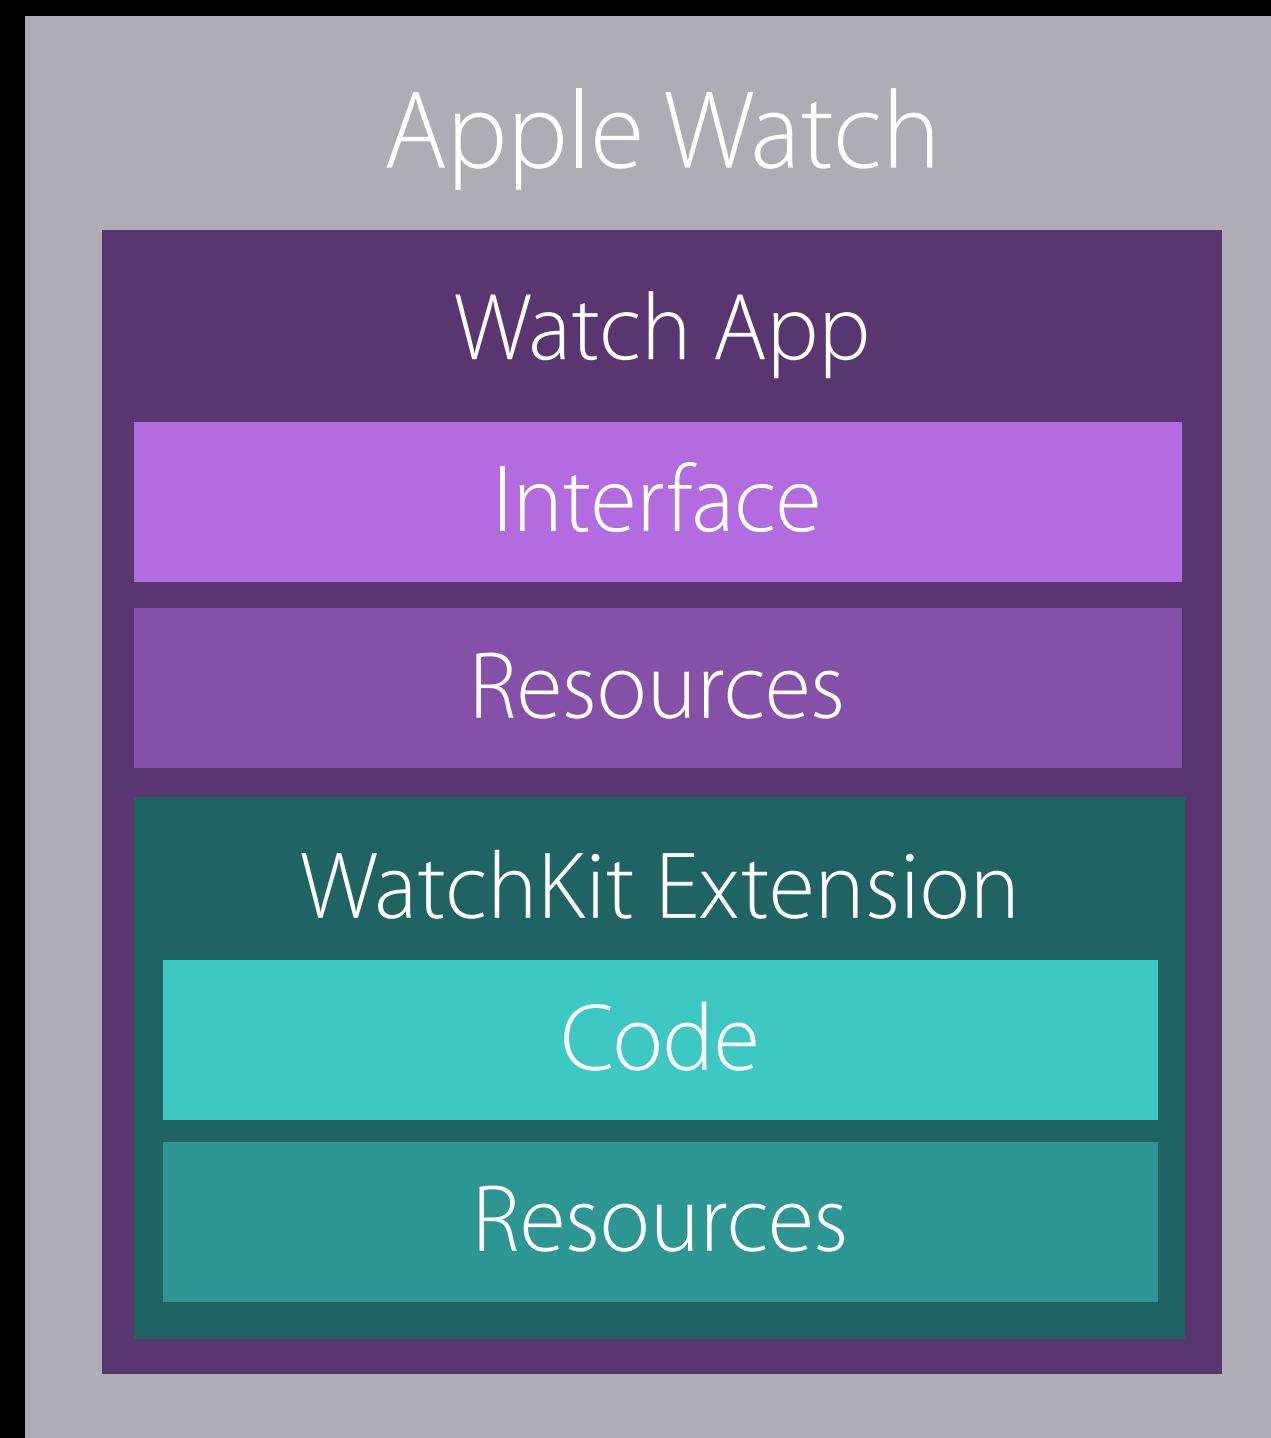 Apple Watch
Watch App
Interface
Resources
WatchKit Extension
Code
Resources